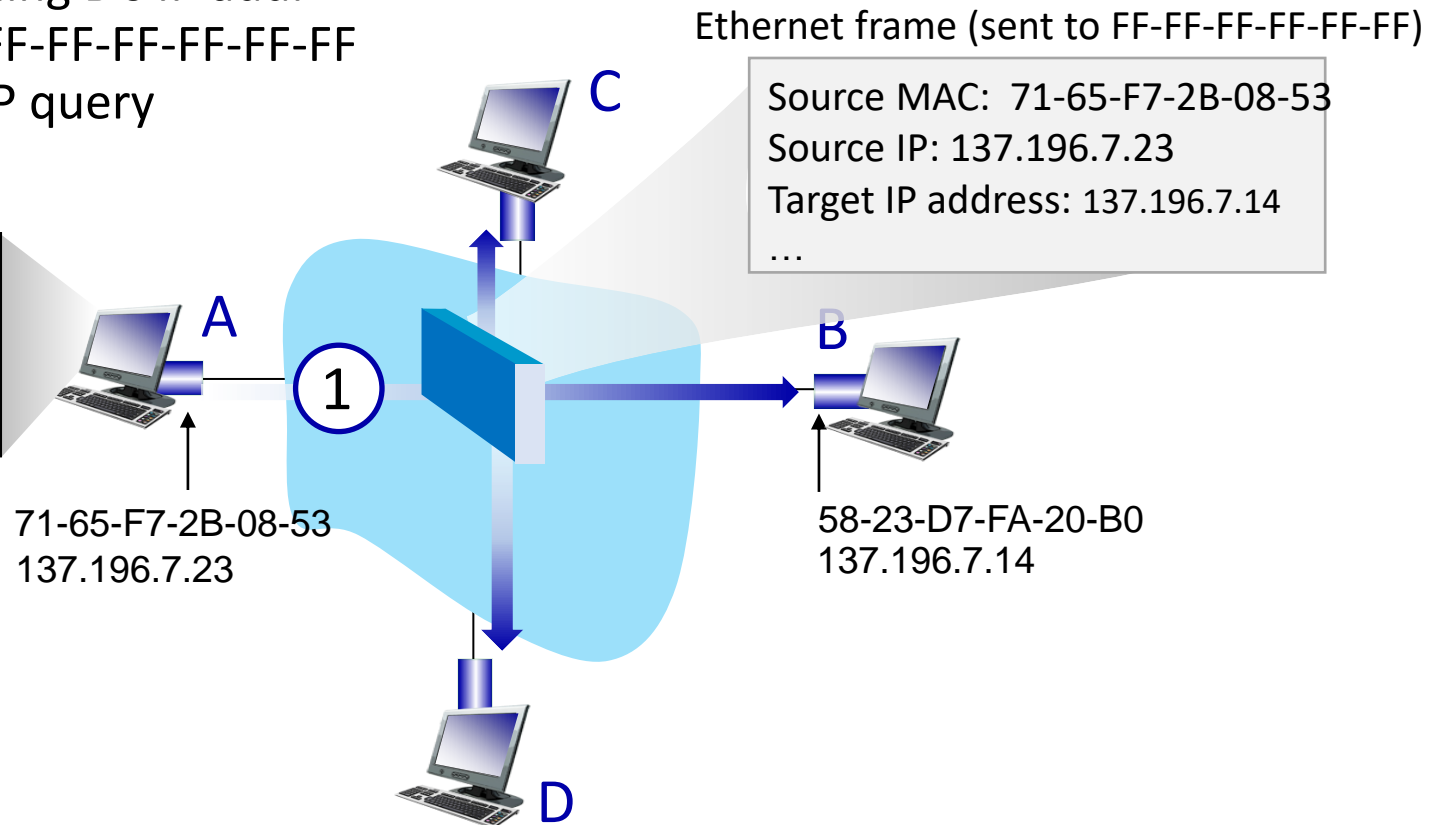 B's IP addr
FF-FF-FF-FF-FF-FF
query
Ethernet frame (sent to FF-FF-FF-FF-FF-FF)
Source MAC: 71-65-F7-2B-08-53
Source IP: 137.196.7.23
Target IP address: 137.196.7.14
…
C
A
B
1
71-65-F7-2B-08-53
137.196.7.23
58-23-D7-FA-20-B0
137.196.7.14
D